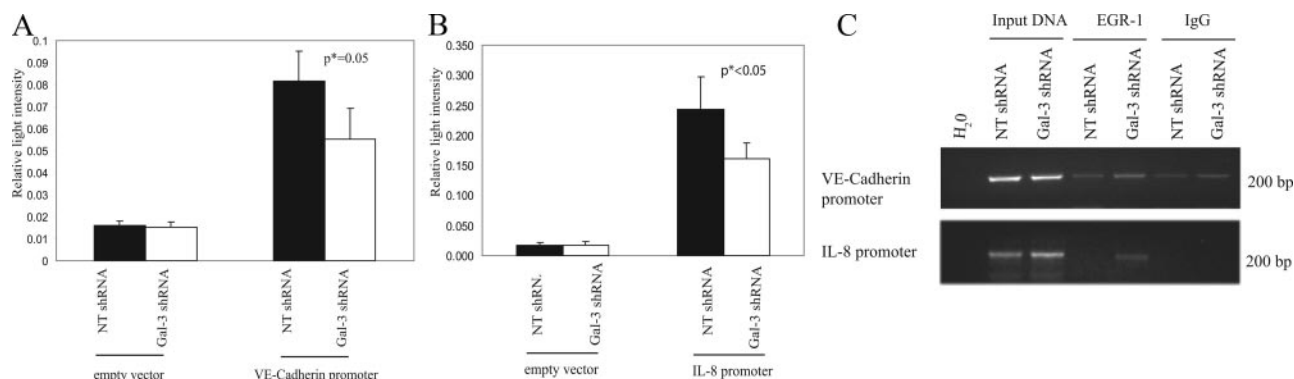 A
0.1
0.09
0.08
0.07
0.06
0.05
0.04
0.03
0.02
0.01
0
Relative light intensity
p*=0.05
NT shRNA
Gal-3 shRNA
NT shRNA
Gal-3 shRNA
empty vector
VE-Cadherin promoter
B
0.350
0.300
0.250
0.200
0.150
0.100
0.050
0.000
Relative light intensity
p*<0.05
NT shRN.
Gal-3 shRNA
NT shRNA
Gal-3 shRNA
empty vector
IL-8 promoter
C
Input DNA EGR-1 IgG
H₂0
NT shRNA
Gal-3 shRNA
NT shRNA
Gal-3 shRNA
NT shRNA
Gal-3 shRNA
VE-Cadherin
promoter
200 bp
IL-8 promoter
200 bp